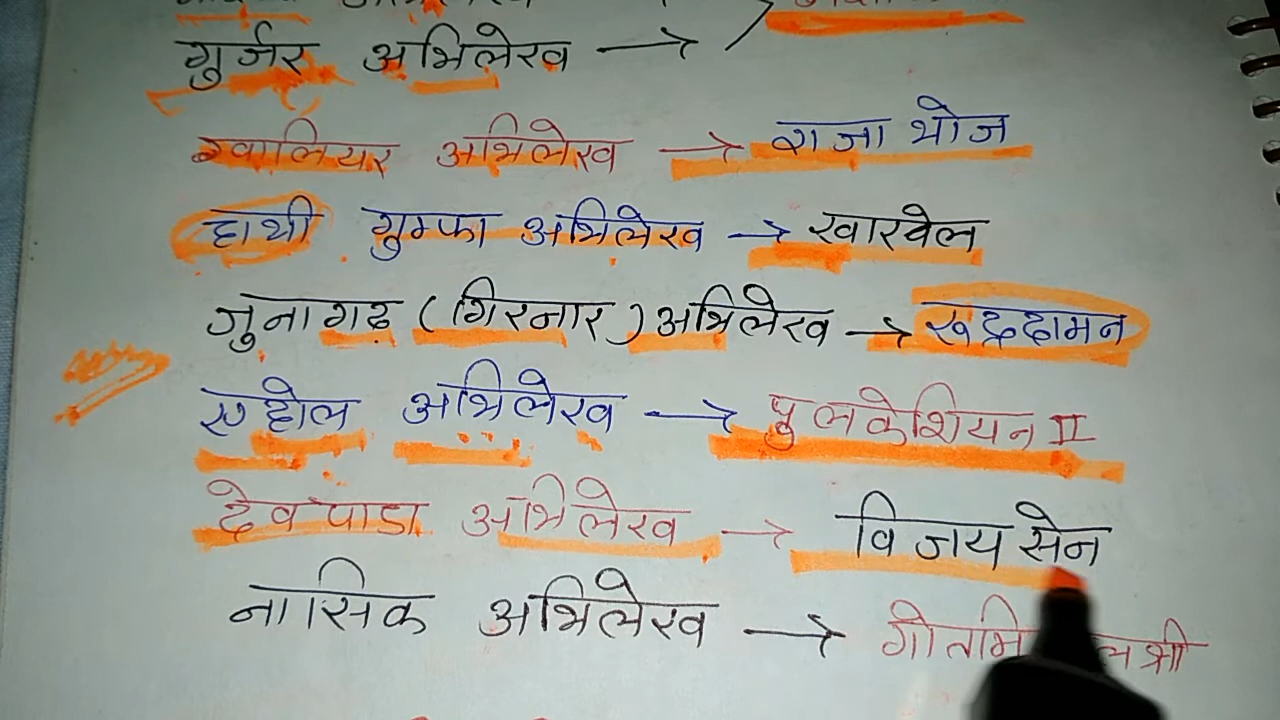 गुर्जर अभिलेख →
ग्वालियर अभिलेख → राजा भोज
हाथी गुम्फा अभिलेख → खारवेल
जुनागढ़ (गिरनार) अभिलेख → रूद्रदामन
एहोल अभिलेख → पुलकेशियन II
देवपाडा अभिलेख → विजय सेन
नासिक अभिलेख →